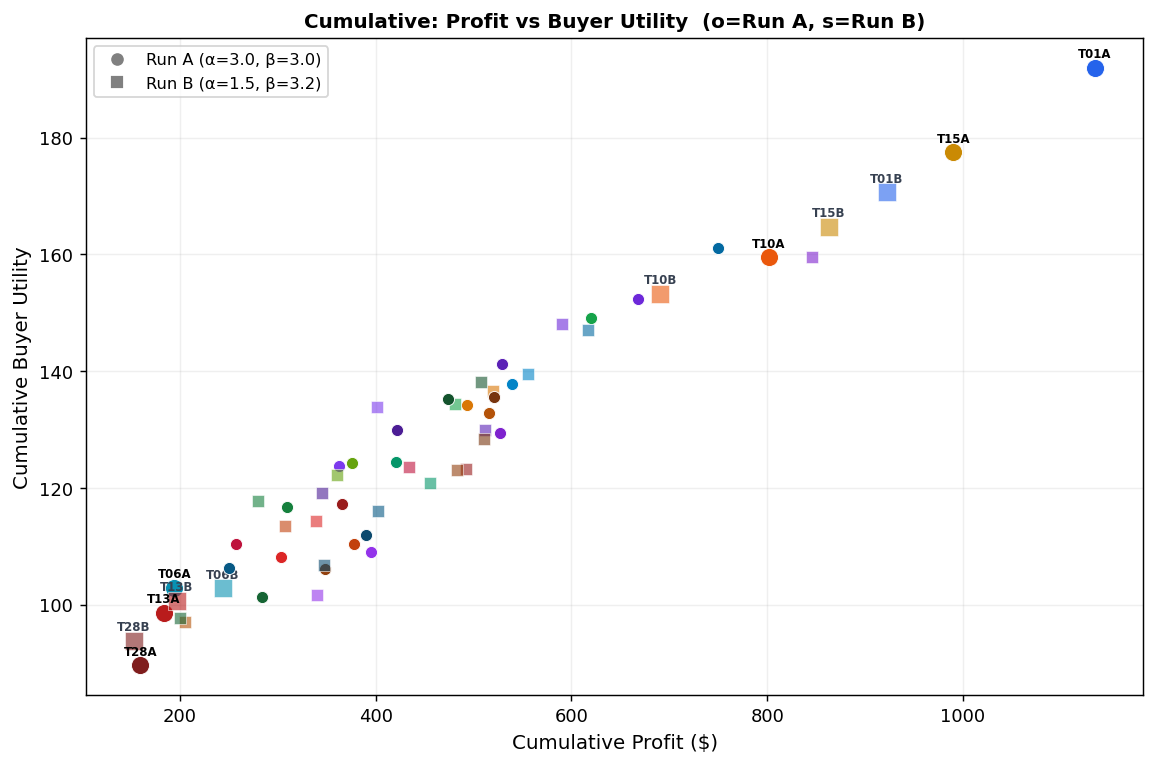 Cumulative: Profit vs Buyer Utility (o=Run A, s=Run B)
Run A (α=3.0, β=3.0)
Run B (α=1.5, β=3.2)
T01A
T15A
T01B
T15B
T10A
T10B
T06A
T06B
T13B
T13A
T28B
T28A
180
160
140
120
100
Cumulative Buyer Utility
200
400
600
800
1000
Cumulative Profit ($)